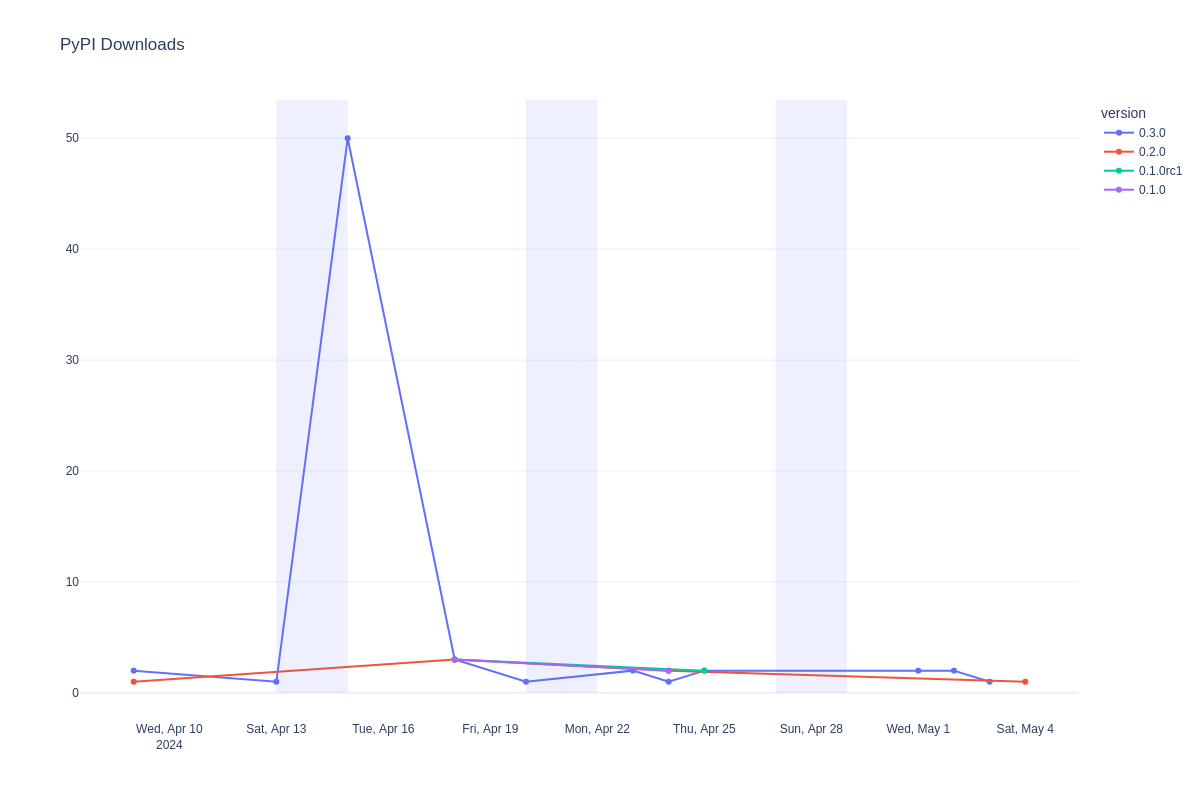 PyPI Downloads
version
0.3.0
0.2.0
0.1.0rc1
0.1.0
50
40
30
20
10
0
Wed, Apr 10
2024
Sat, Apr 13
Tue, Apr 16
Fri, Apr 19
Mon, Apr 22
Thu, Apr 25
Sun, Apr 28
Wed, May 1
Sat, May 4